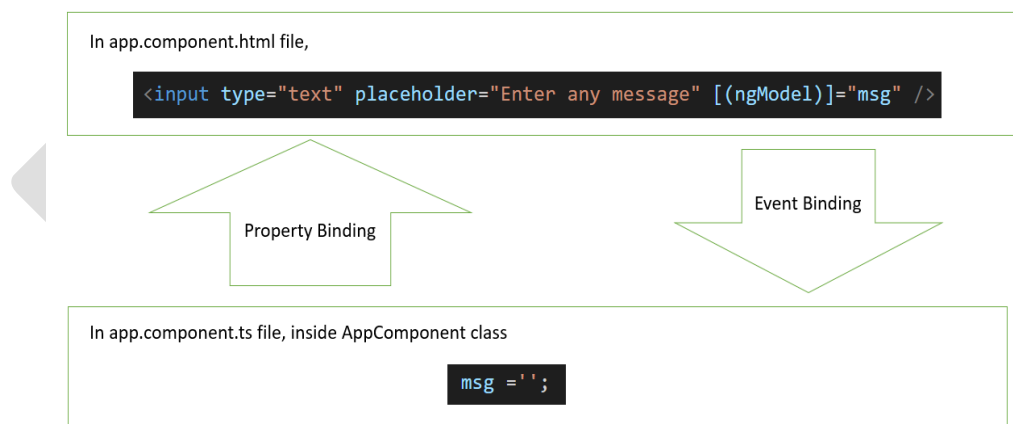 In app.component.html file,
<input type="text" placeholder="Enter any message" [(ngModel)]="msg" />
Property Binding
Event Binding
In app.component.ts file, inside AppComponent class
msg ='';